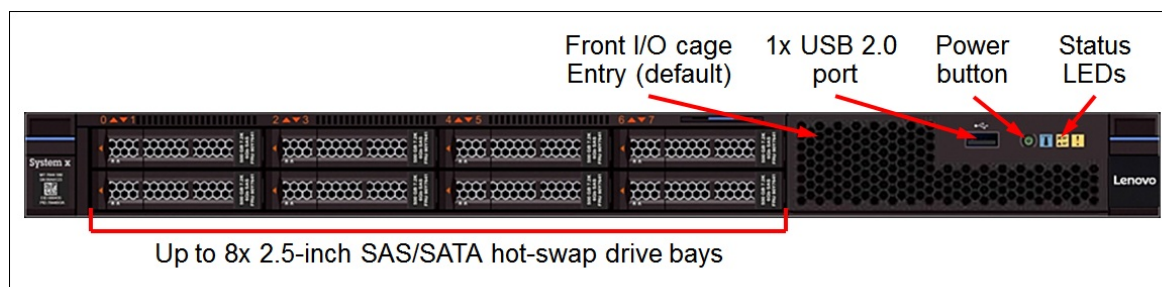 Front I/O cage
Entry (default)
1x USB 2.0
port
Power
button
Status
LEDs
0 1
2 3
4 5
6 7
System x
Lenovo
Up to 8x 2.5-inch SAS/SATA hot-swap drive bays